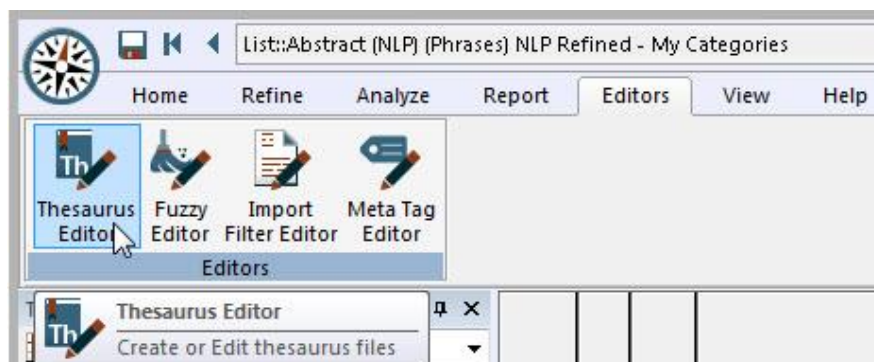 List::Abstract (NLP) (Phrases) NLP Refined - My Categories
Home Refine Analyze Report Editors View Help
Th
Thesaurus Editor
Fuzzy Editor
Import Filter Editor
Meta Tag Editor
Editors
T
Th
Thesaurus Editor
Create or Edit thesaurus files